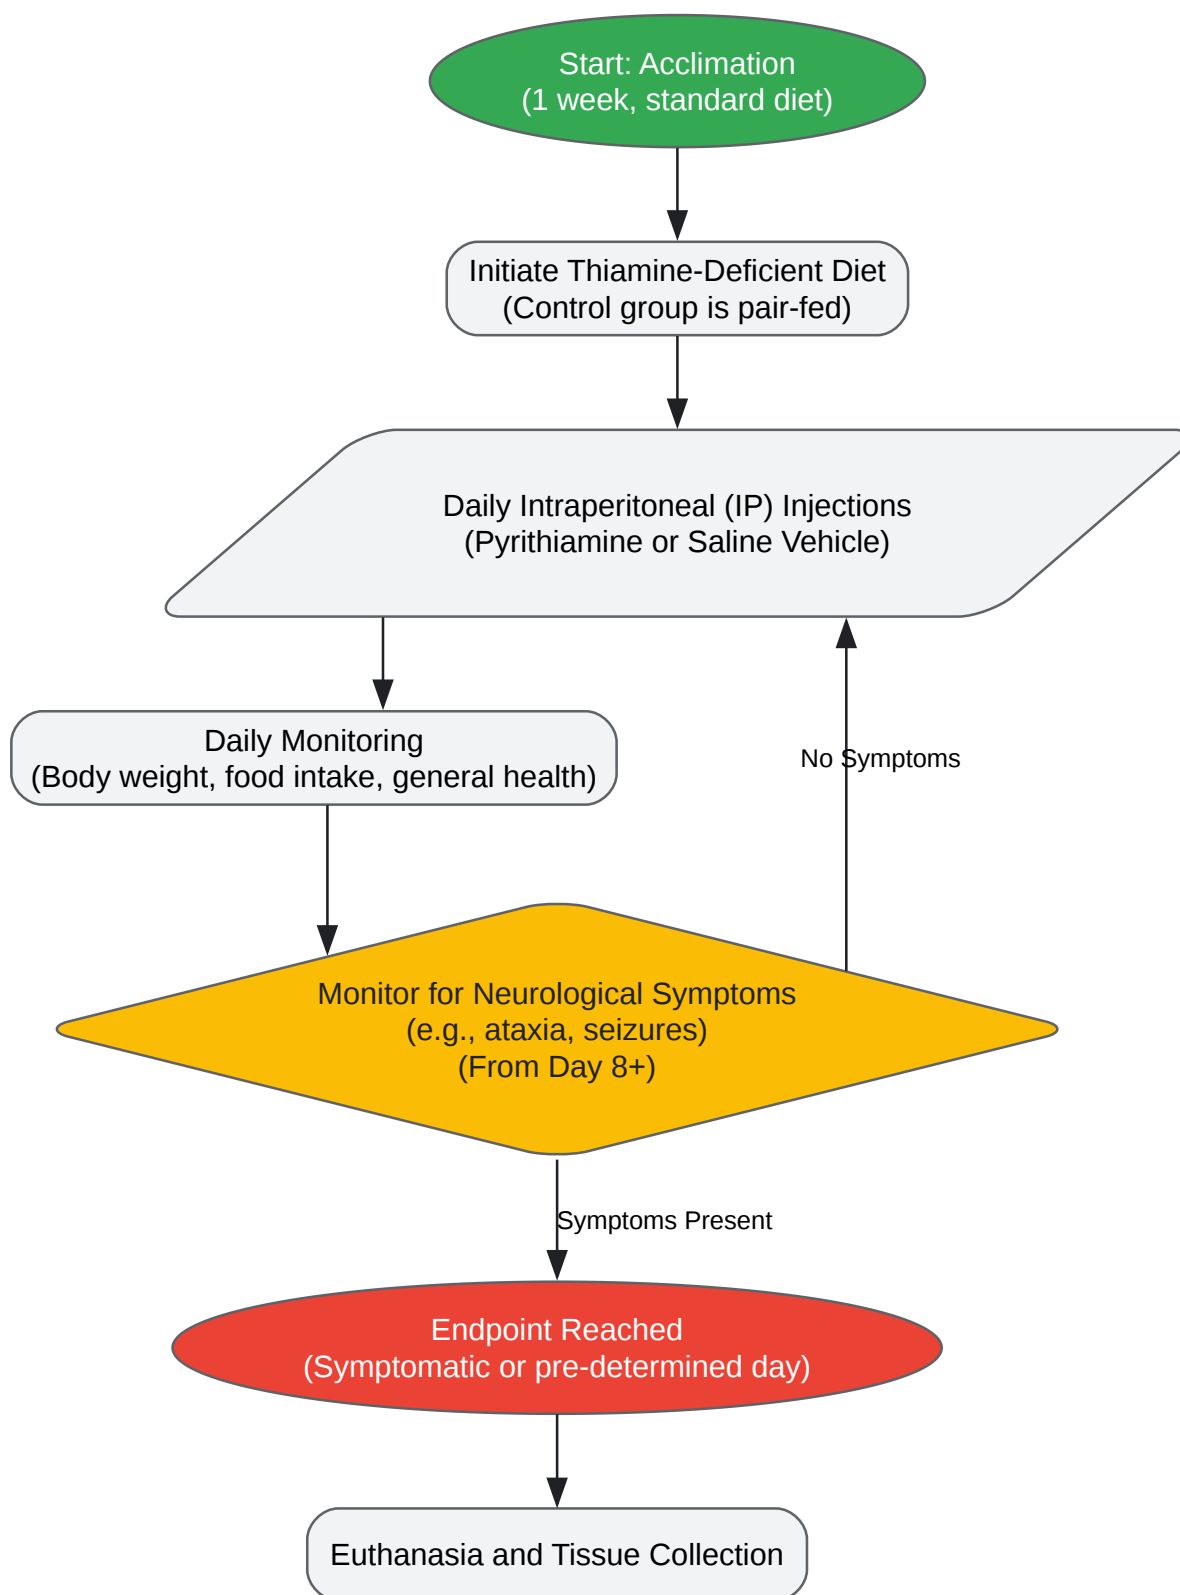 Start: Acclimation
(1 week, standard diet)
Initiate Thiamine-Deficient Diet
(Control group is pair-fed)
Daily Intraperitoneal (IP) Injections
(Pyrithiamine or Saline Vehicle)
Daily Monitoring
(Body weight, food intake, general health)
No Symptoms
Monitor for Neurological Symptoms
(e.g., ataxia, seizures)
(From Day 8+)
Symptoms Present
Endpoint Reached
(Symptomatic or pre-determined day)
Euthanasia and Tissue Collection